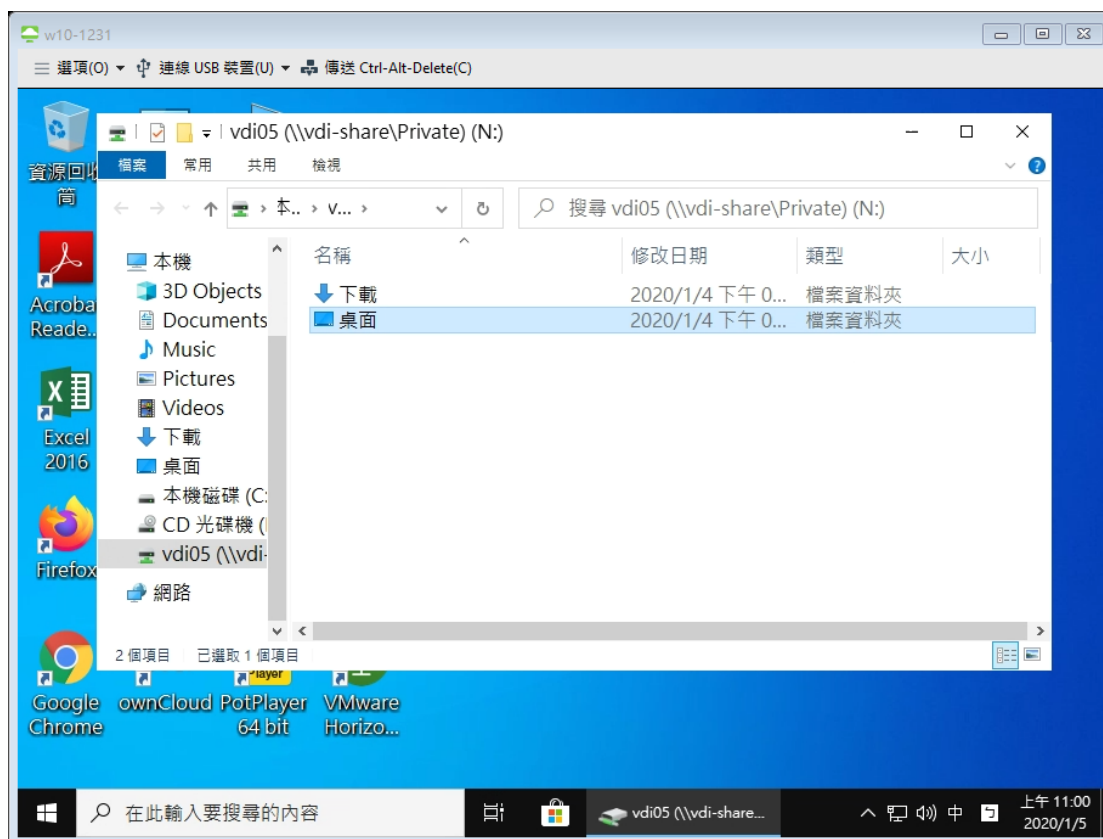 w10-1231
選項(O) 連線 USB 裝置(U) 傳送 Ctrl-Alt-Delete(C)
vdi05 (\\vdi-share\Private) (N:)
檔案 常用 共用 檢視
本.. › v... ›
搜尋 vdi05 (\\vdi-share\Private) (N:)
名稱 修改日期 類型 大小
下載 2020/1/4 下午 0... 檔案資料夾
桌面 2020/1/4 下午 0... 檔案資料夾
本機
3D Objects
Documents
Music
Pictures
Videos
下載
桌面
本機磁碟 (C:
CD 光碟機 (
vdi05 (\\vdi-
網路
2 個項目 已選取 1 個項目
資源回收
筒
Acroba
Reade..
Excel
2016
Firefox
Google
Chrome
ownCloud
Player
PotPlayer
64 bit
VMware
Horizo...
在此輸入要搜尋的內容
vdi05 (\\vdi-share...
中
ㄅ
上午 11:00
2020/1/5